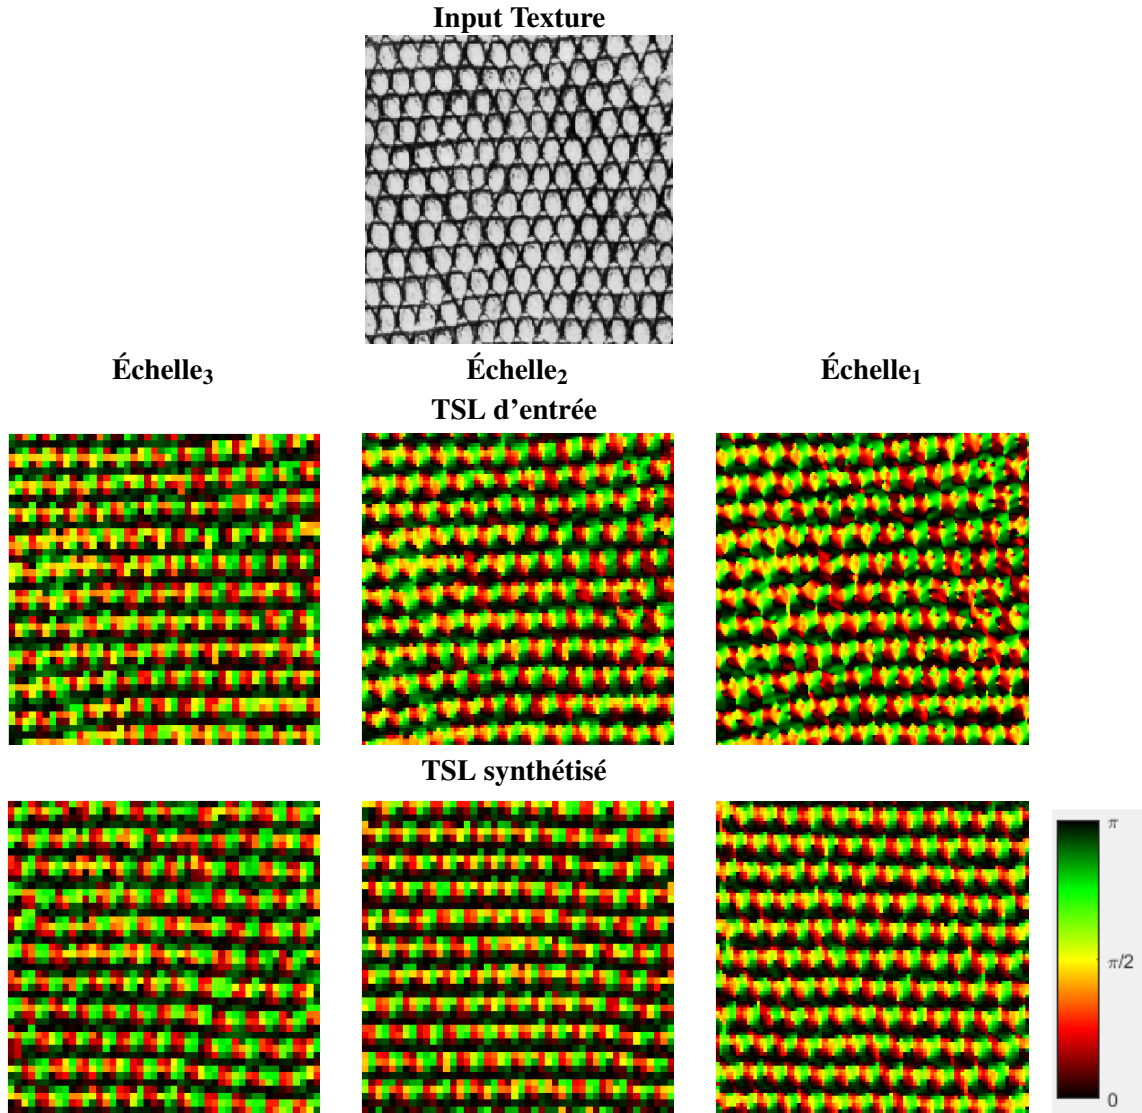 Input Texture
Échelle3 Échelle2 Échelle1
TSL d'entrée
TSL synthétisé
π
π/2
0